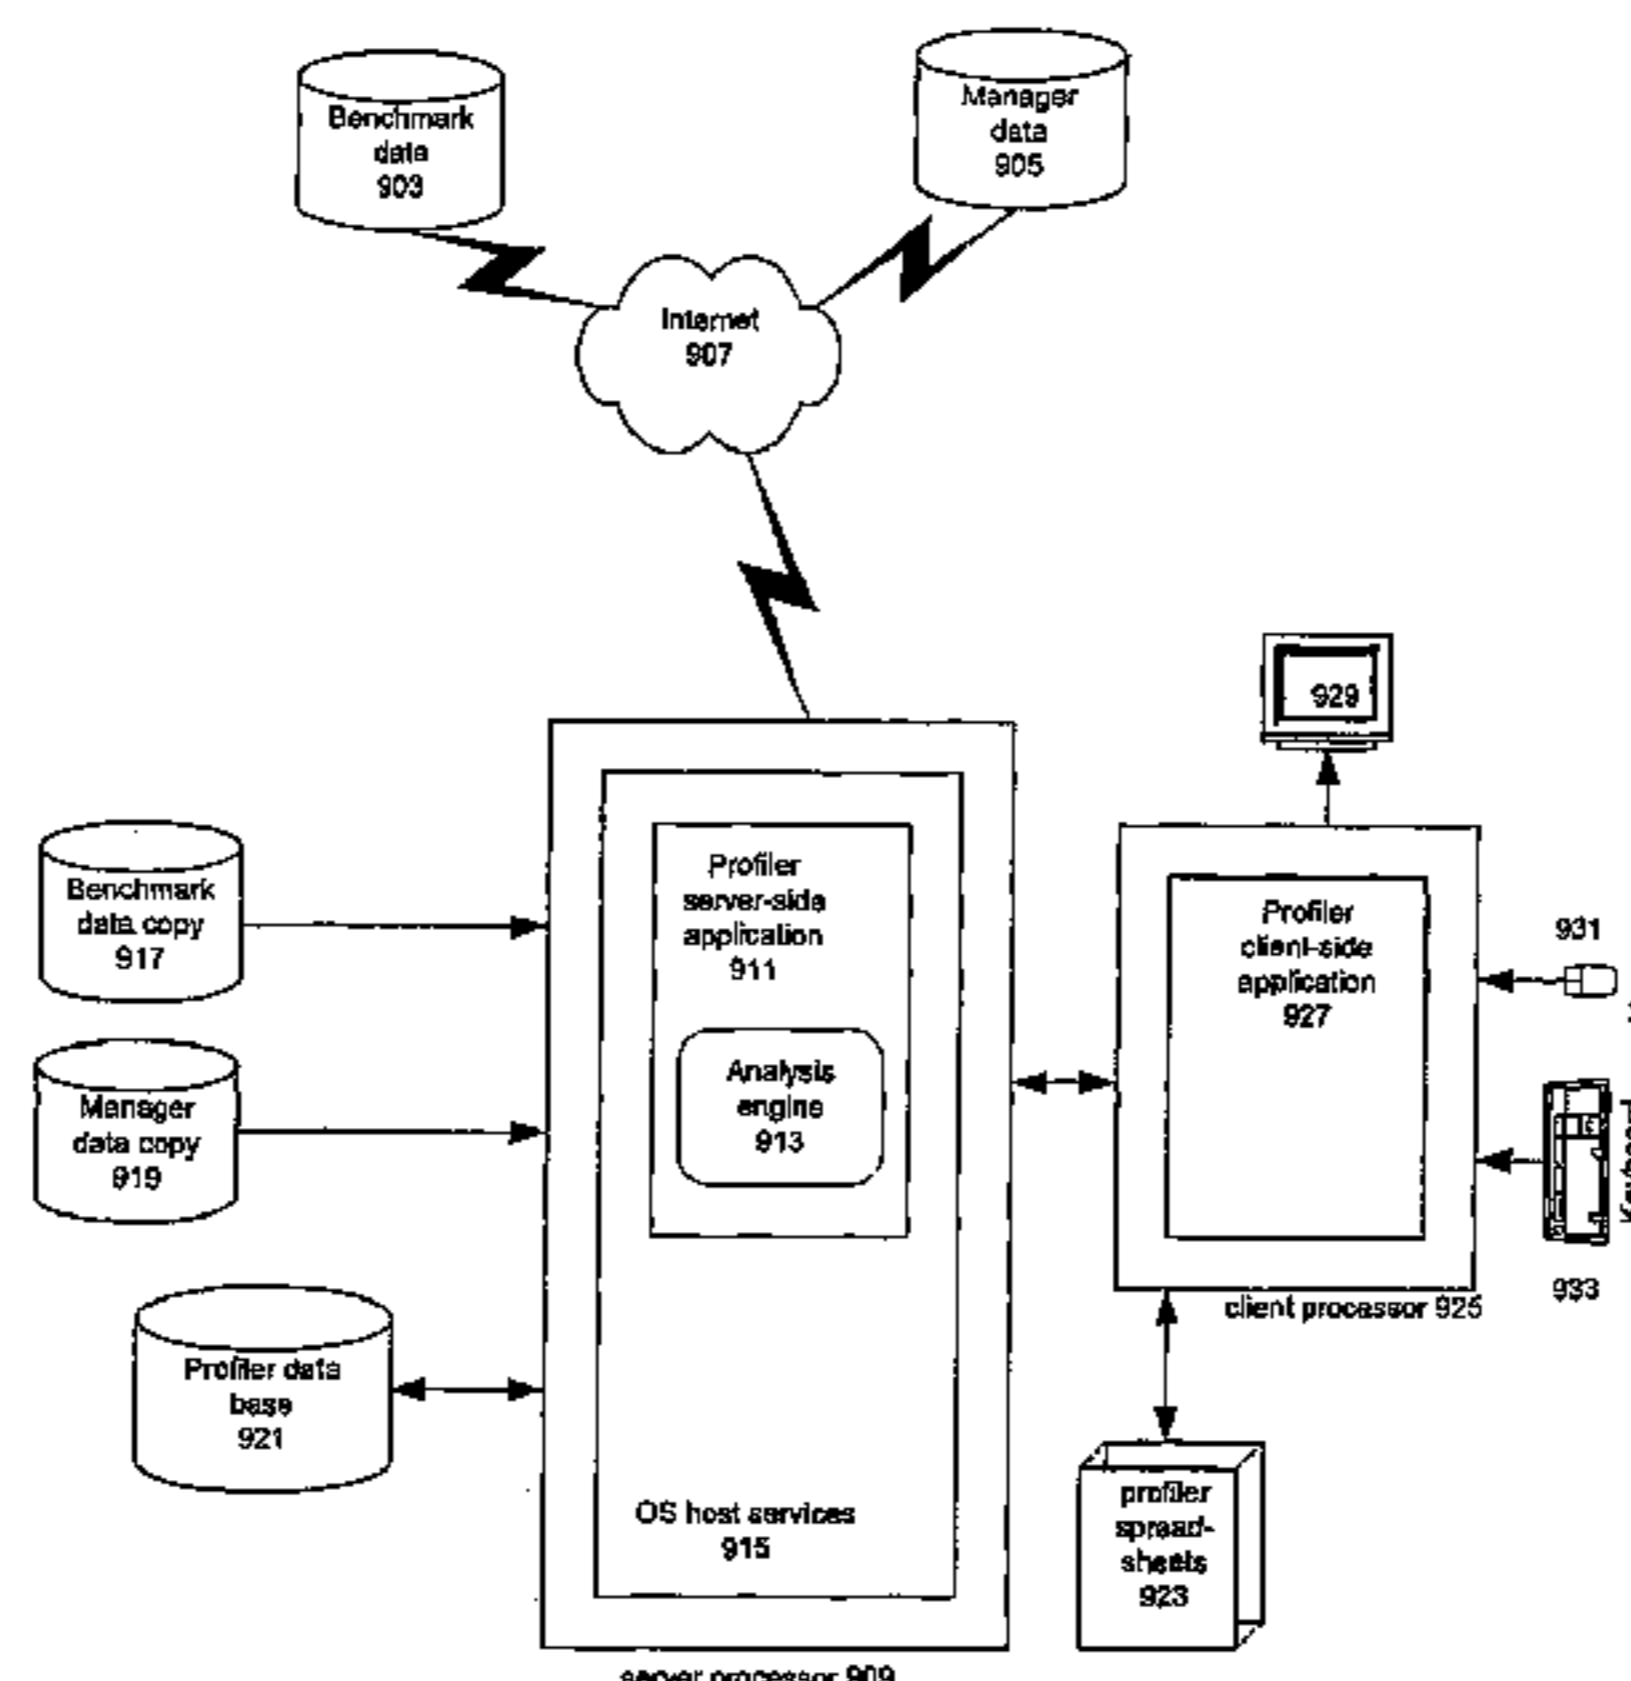 Benchmark
data
903
Manager
data
905
Internet
907
929
Benchmark
data copy
917
Manager
data copy
919
Profiler data
base
921
Profiler
server-side
application
911
Analysis
engine
913
OS host services
915
server processor 909
Profiler
client-side
application
927
client processor 925
931
933
profiler
spread-
sheets
923